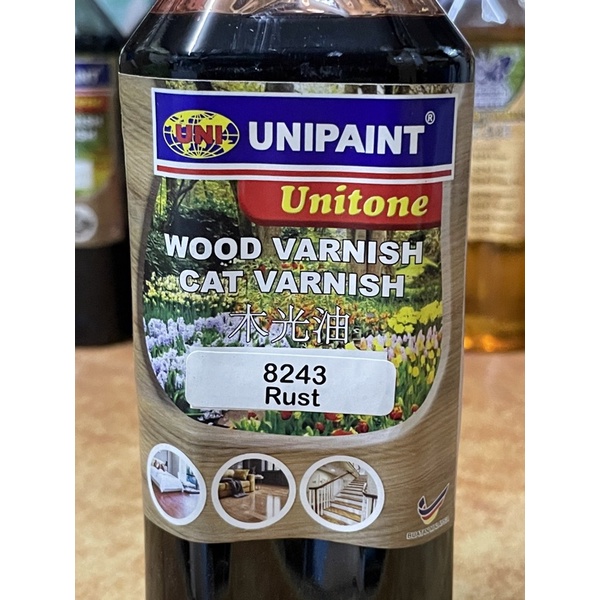 UNI UNIPAINT®
Unitone
WOOD VARNISH
CAT VARNISH
木光油
8243
Rust